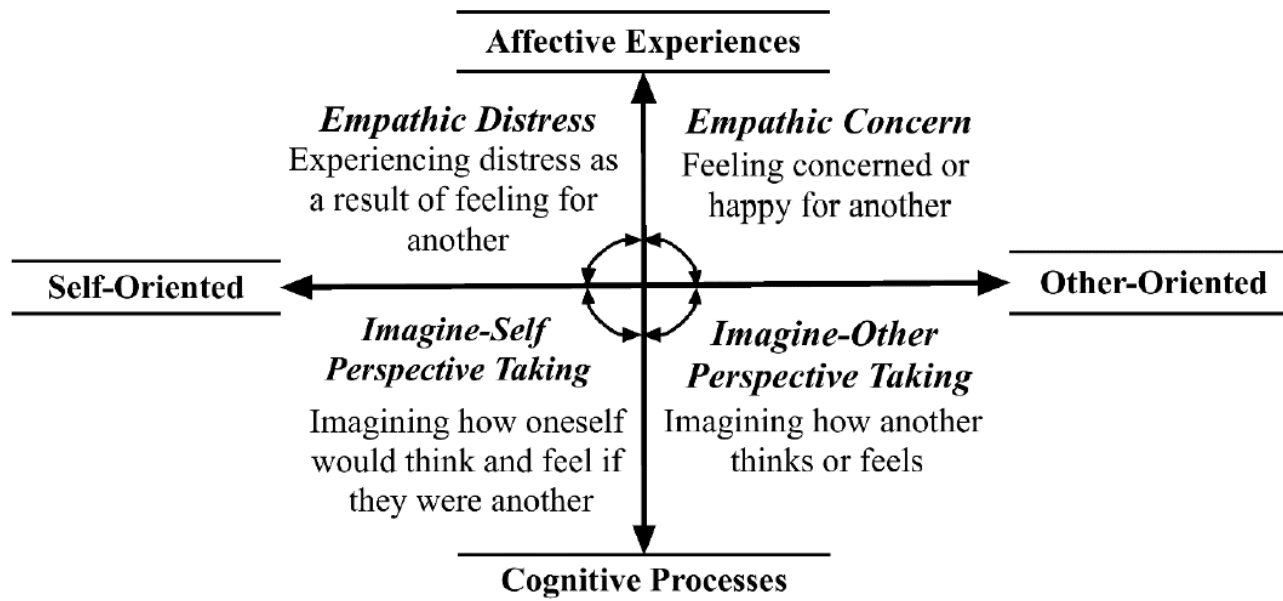 Affective Experiences
Empathic Distress
Experiencing distress as
a result of feeling for
another
Empathic Concern
Feeling concerned or
happy for another
Self-Oriented
Other-Oriented
Imagine-Self
Perspective Taking
Imagining how oneself
would think and feel if
they were another
Imagine-Other
Perspective Taking
Imagining how another
thinks or feels
Cognitive Processes